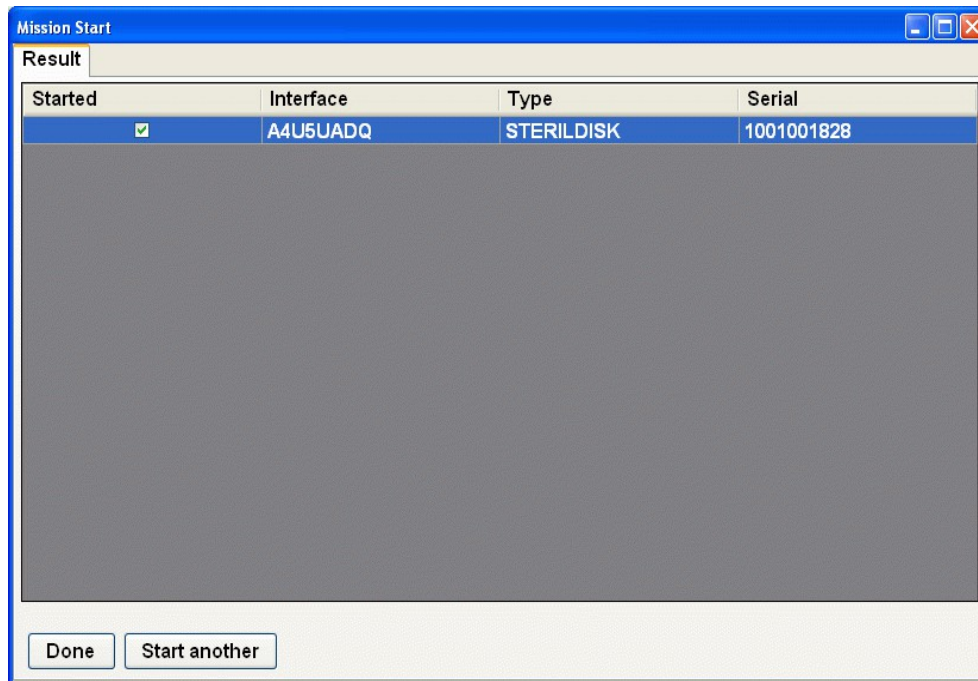 Mission Start
Result
Started Interface Type Serial
A4U5UADQ STERILDISK 1001001828
Done Start another